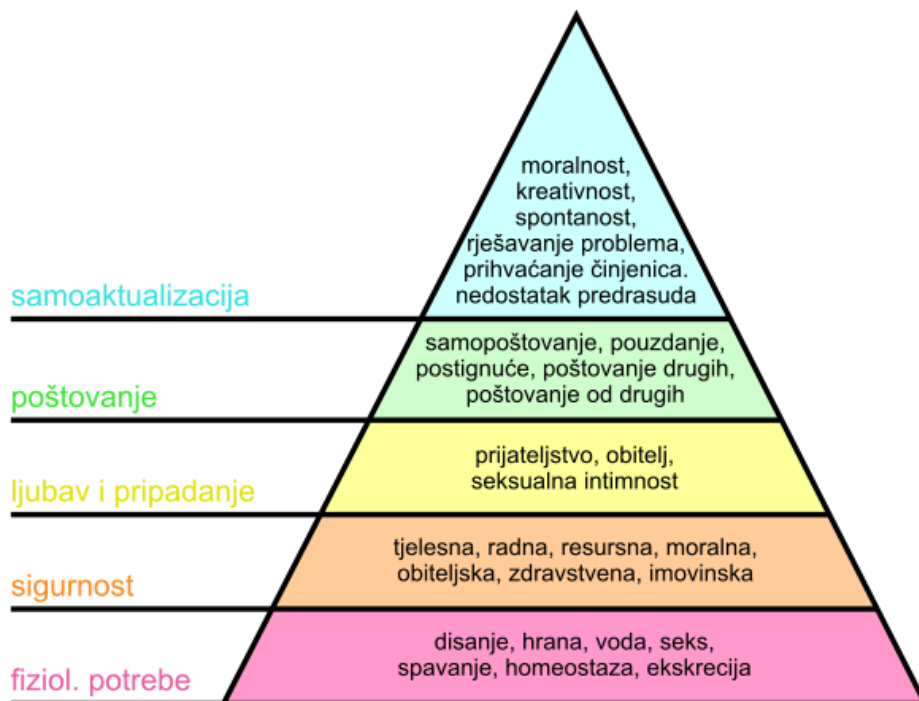 moralnost,
kreativnost,
spontanost,
rješavanje problema,
prihvaćanje činjenica.
nedostatak predrasuda
samoaktualizacija
samopoštovanje, pouzdanje,
postignuće, poštovanje drugih,
poštovanje od drugih
poštovanje
prijateljstvo, obitelj,
seksualna intimnost
ljubav i pripadanje
tjelesna, radna, resursna, moralna,
obiteljska, zdravstvena, imovinska
sigurnost
disanje, hrana, voda, seks,
spavanje, homeostaza, ekskrecija
fiziol. potrebe